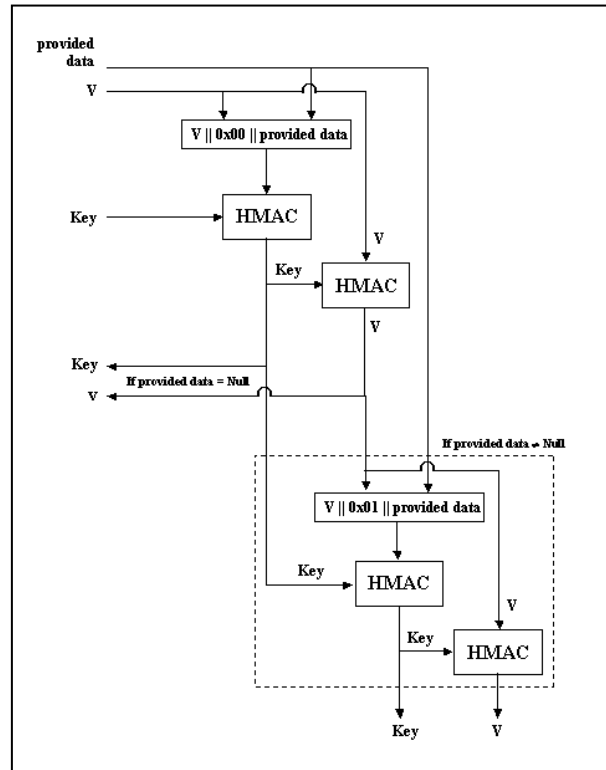 provided
data
V
V || 0x00 || provided data
Key
HMAC
V
Key
HMAC
V
Key
If provided data = Null
V
If provided data ≠ Null
V || 0x01 || provided data
Key
HMAC
V
Key
HMAC
Key
V